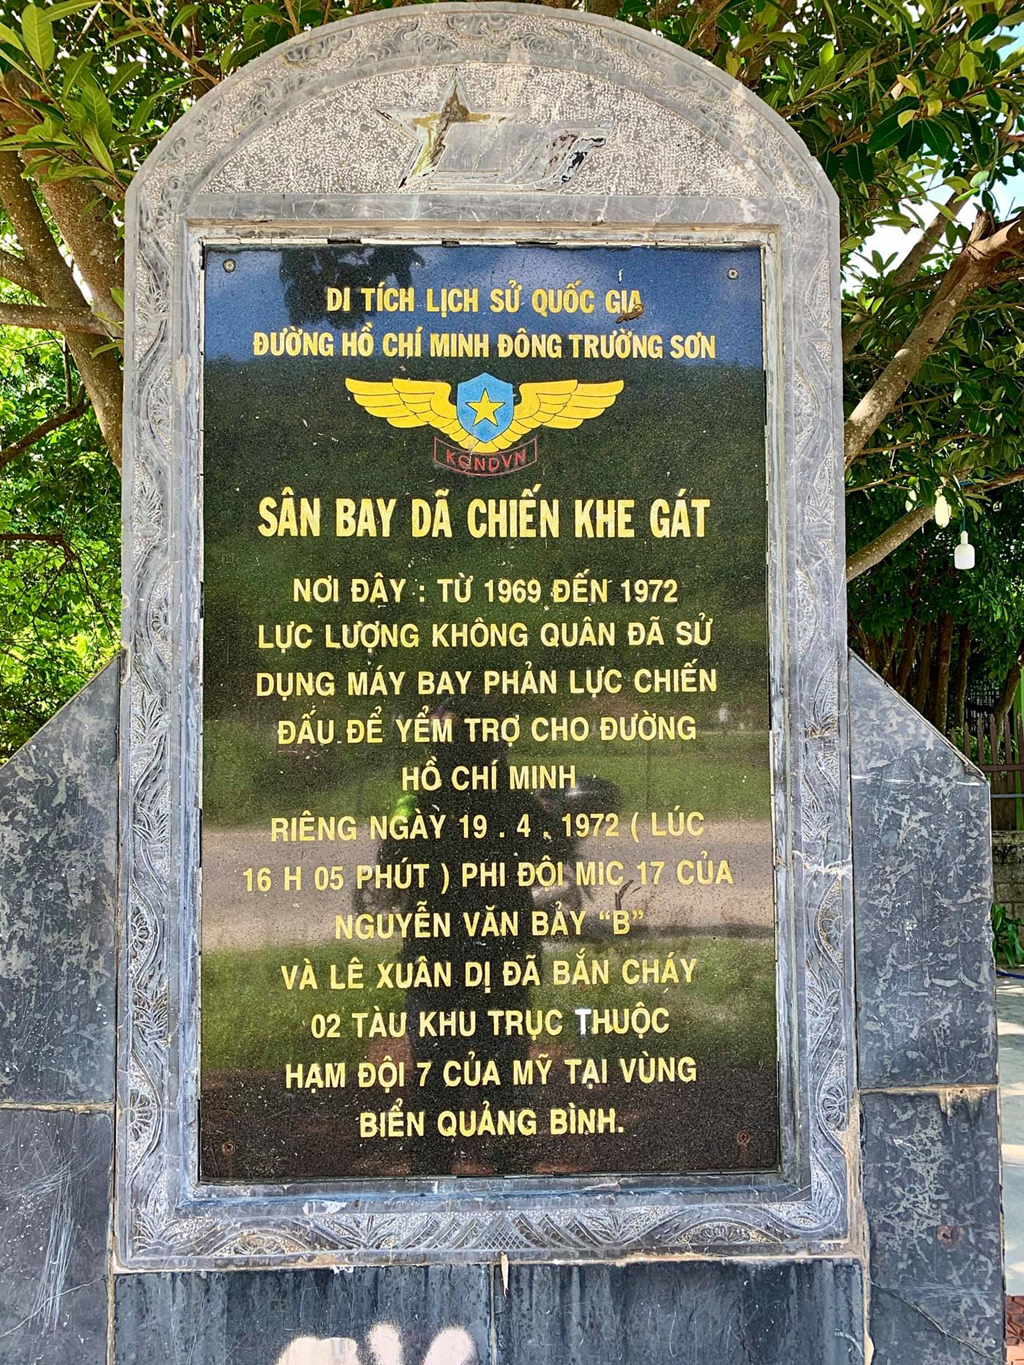 DI TÍCH LỊCH SỬ QUỐC GIA
ĐƯỜNG HỒ CHÍ MINH ĐÔNG TRƯỜNG SƠN
KQNDVN
SÂN BAY DÃ CHIẾN KHE GÁT
NƠI ĐÂY : TỪ 1969 ĐẾN 1972
LỰC LƯỢNG KHÔNG QUÂN ĐÃ SỬ
DỤNG MÁY BAY PHẢN LỰC CHIẾN
ĐẤU ĐỂ YỂM TRỢ CHO ĐƯỜNG
HỒ CHÍ MINH
RIÊNG NGÀY 19 . 4 . 1972 ( LÚC
16 H 05 PHÚT ) PHI ĐỘI MIC 17 CỦA
NGUYỄN VĂN BẢY “B”
VÀ LÊ XUÂN DỊ ĐÃ BẮN CHÁY
02 TÀU KHU TRỤC THUỘC
HẠM ĐỘI 7 CỦA MỸ TẠI VÙNG
BIỂN QUẢNG BÌNH.